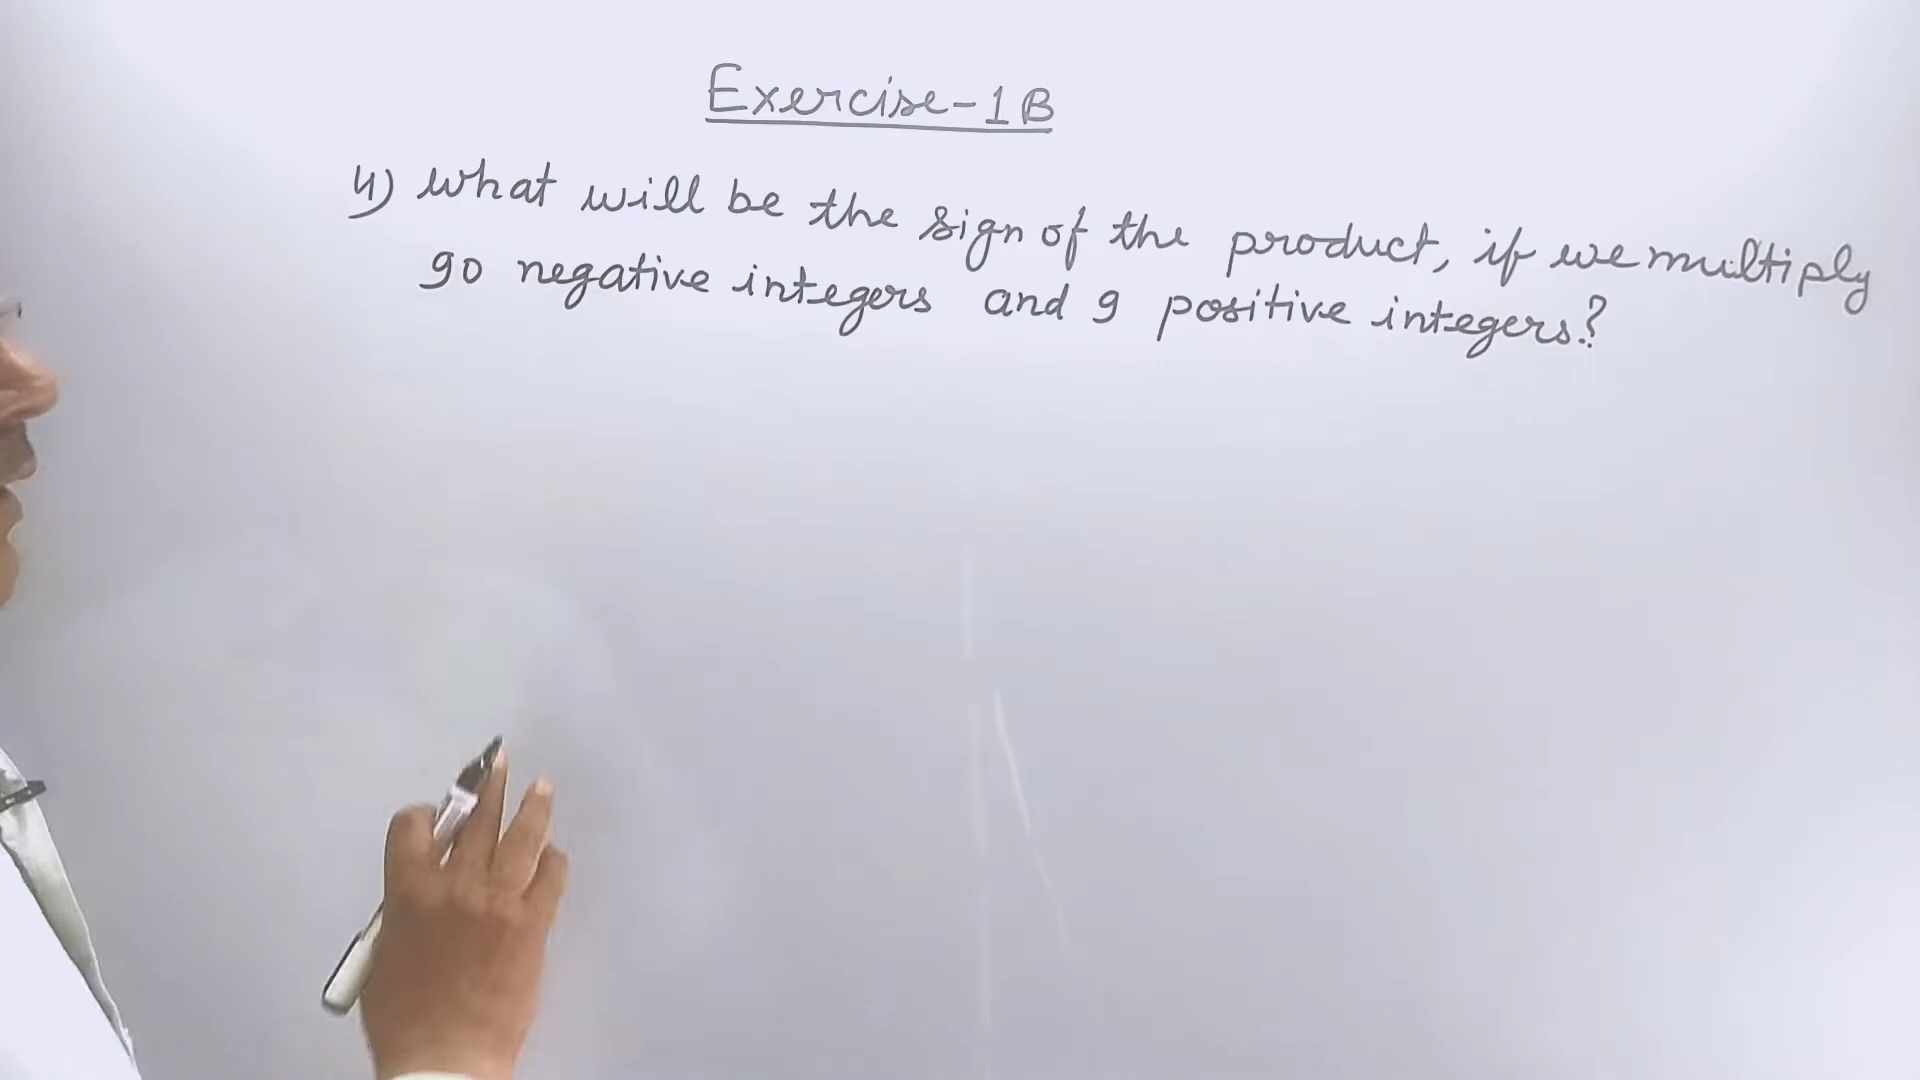 Exercise-1B
4) what will be the sign of the product, if we multiply
90 negative integers and 9 positive integers?